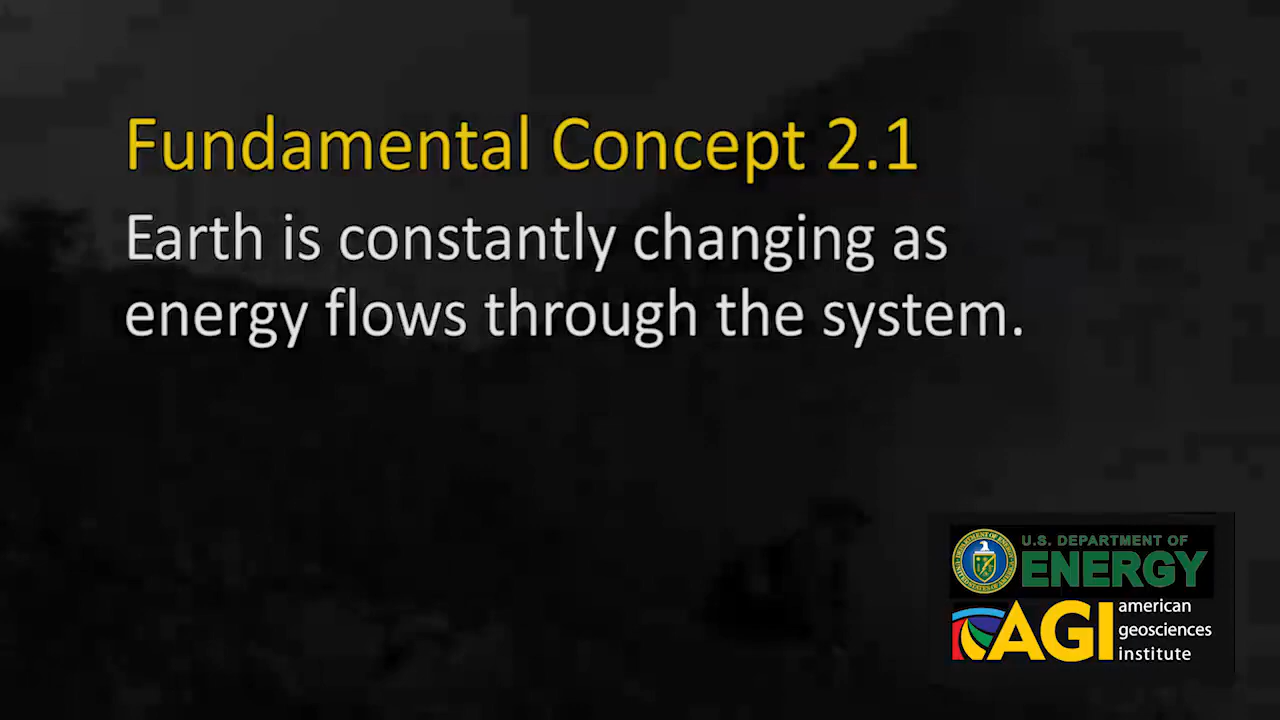 Fundamental Concept 2.1
Earth is constantly changing as
energy flows through the system.
U.S. DEPARTMENT OF
ENERGY
AGI
american
geosciences
institute